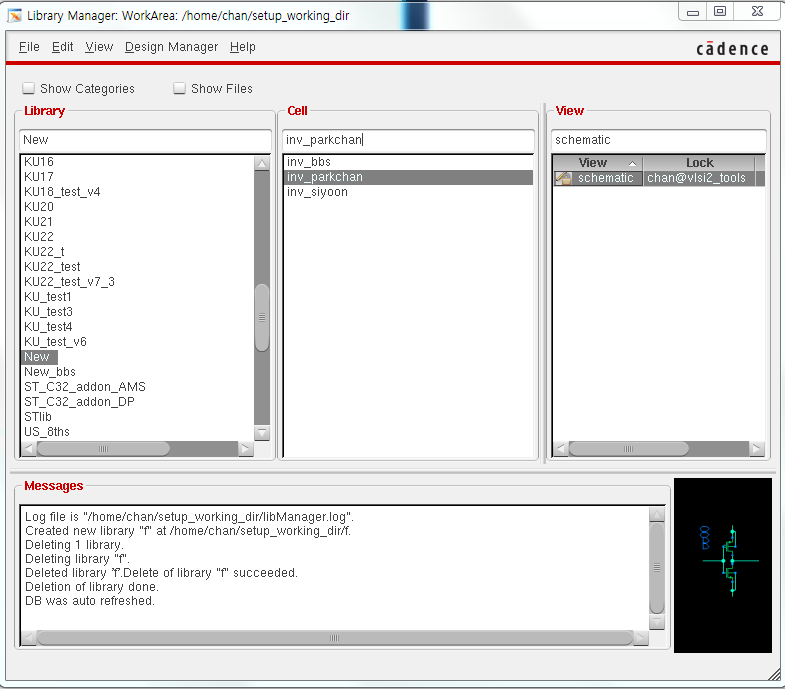 Library Manager: WorkArea: /home/chan/setup_working_dir
File Edit View Design Manager Help
cādence
Show Categories Show Files
Library
New
KU16
KU17
KU18_test_v4
KU20
KU21
KU22
KU22_t
KU22_test
KU22_test_v7_3
KU_test1
KU_test3
KU_test4
KU_test_v6
New
New_bbs
ST_C32_addon_AMS
ST_C32_addon_DP
STlib
US_8ths
Cell
inv_parkchan
inv_bbs
inv_parkchan
inv_siyoon
View
schematic
View Lock
schematic chan@vlsi2_tools
Messages
Log file is "/home/chan/setup_working_dir/libManager.log".
Created new library "f" at /home/chan/setup_working_dir/f.
Deleting 1 library.
Deleting library "f".
Deleted library 'f'.Delete of library "f" succeeded.
Deletion of library done.
DB was auto refreshed.